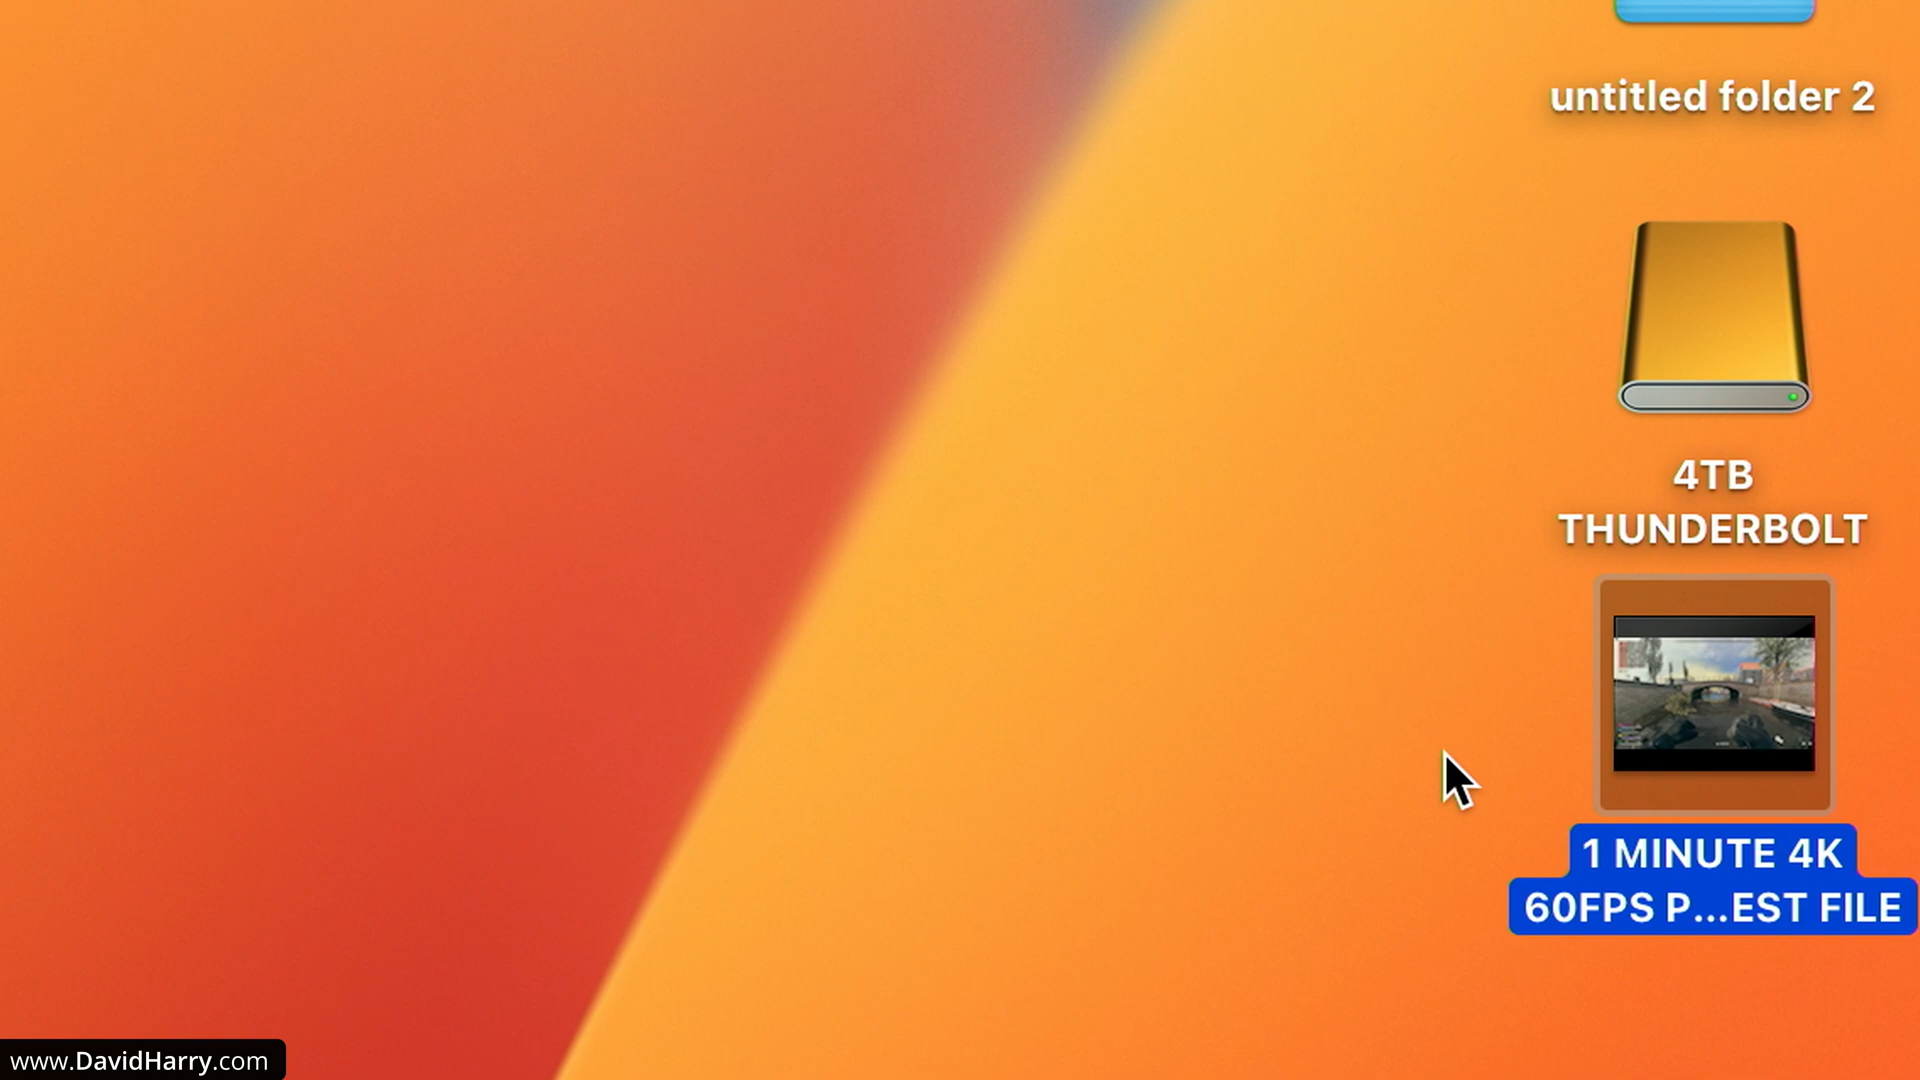 untitled folder 2
4TB
THUNDERBOLT
1 MINUTE 4K
60FPS P...EST FILE
www.DavidHarry.com